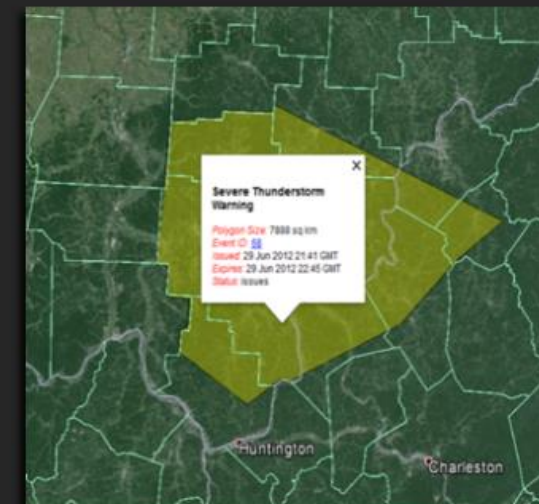 X
Severe Thunderstorm
Warning
Polygon Size: 7888 sq km
Event ID: 58
Issued: 29 Jun 2012 21:41 GMT
Expires: 29 Jun 2012 22:45 GMT
Status: issues
Huntington
Charleston